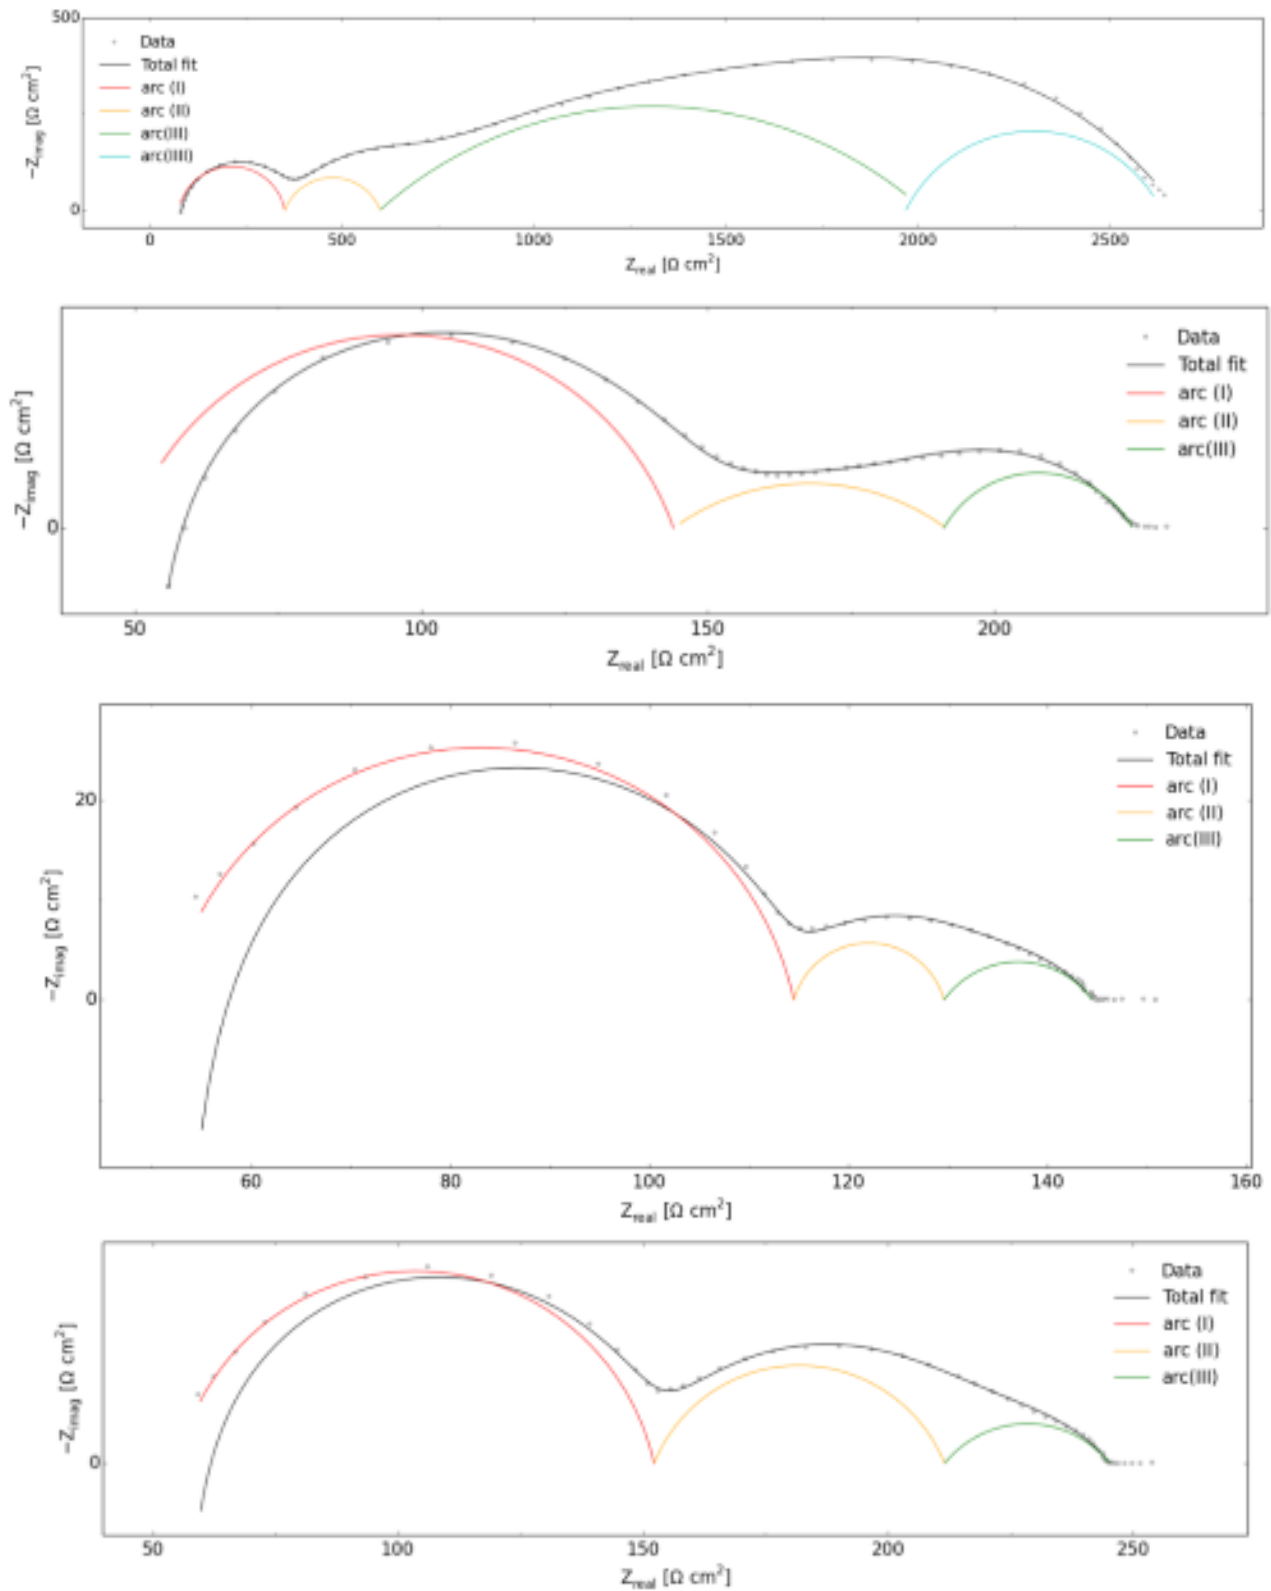 500
Data
Total fit
arc (I)
arc (II)
arc(III)
arc(IIII)
−Zimag [Ω cm²]
0
0 500 1000 1500 2000 2500
Zreal [Ω cm²]
Data
Total fit
arc (I)
arc (II)
arc(III)
−Zimag [Ω cm²]
0
50 100 150 200
Zreal [Ω cm²]
Data
Total fit
arc (I)
arc (II)
arc(III)
20
−Zimag [Ω cm²]
0
60 80 100 120 140 160
Zreal [Ω cm²]
Data
Total fit
arc (I)
arc (II)
arc(III)
−Zimag [Ω cm²]
0
50 100 150 200 250
Zreal [Ω cm²]